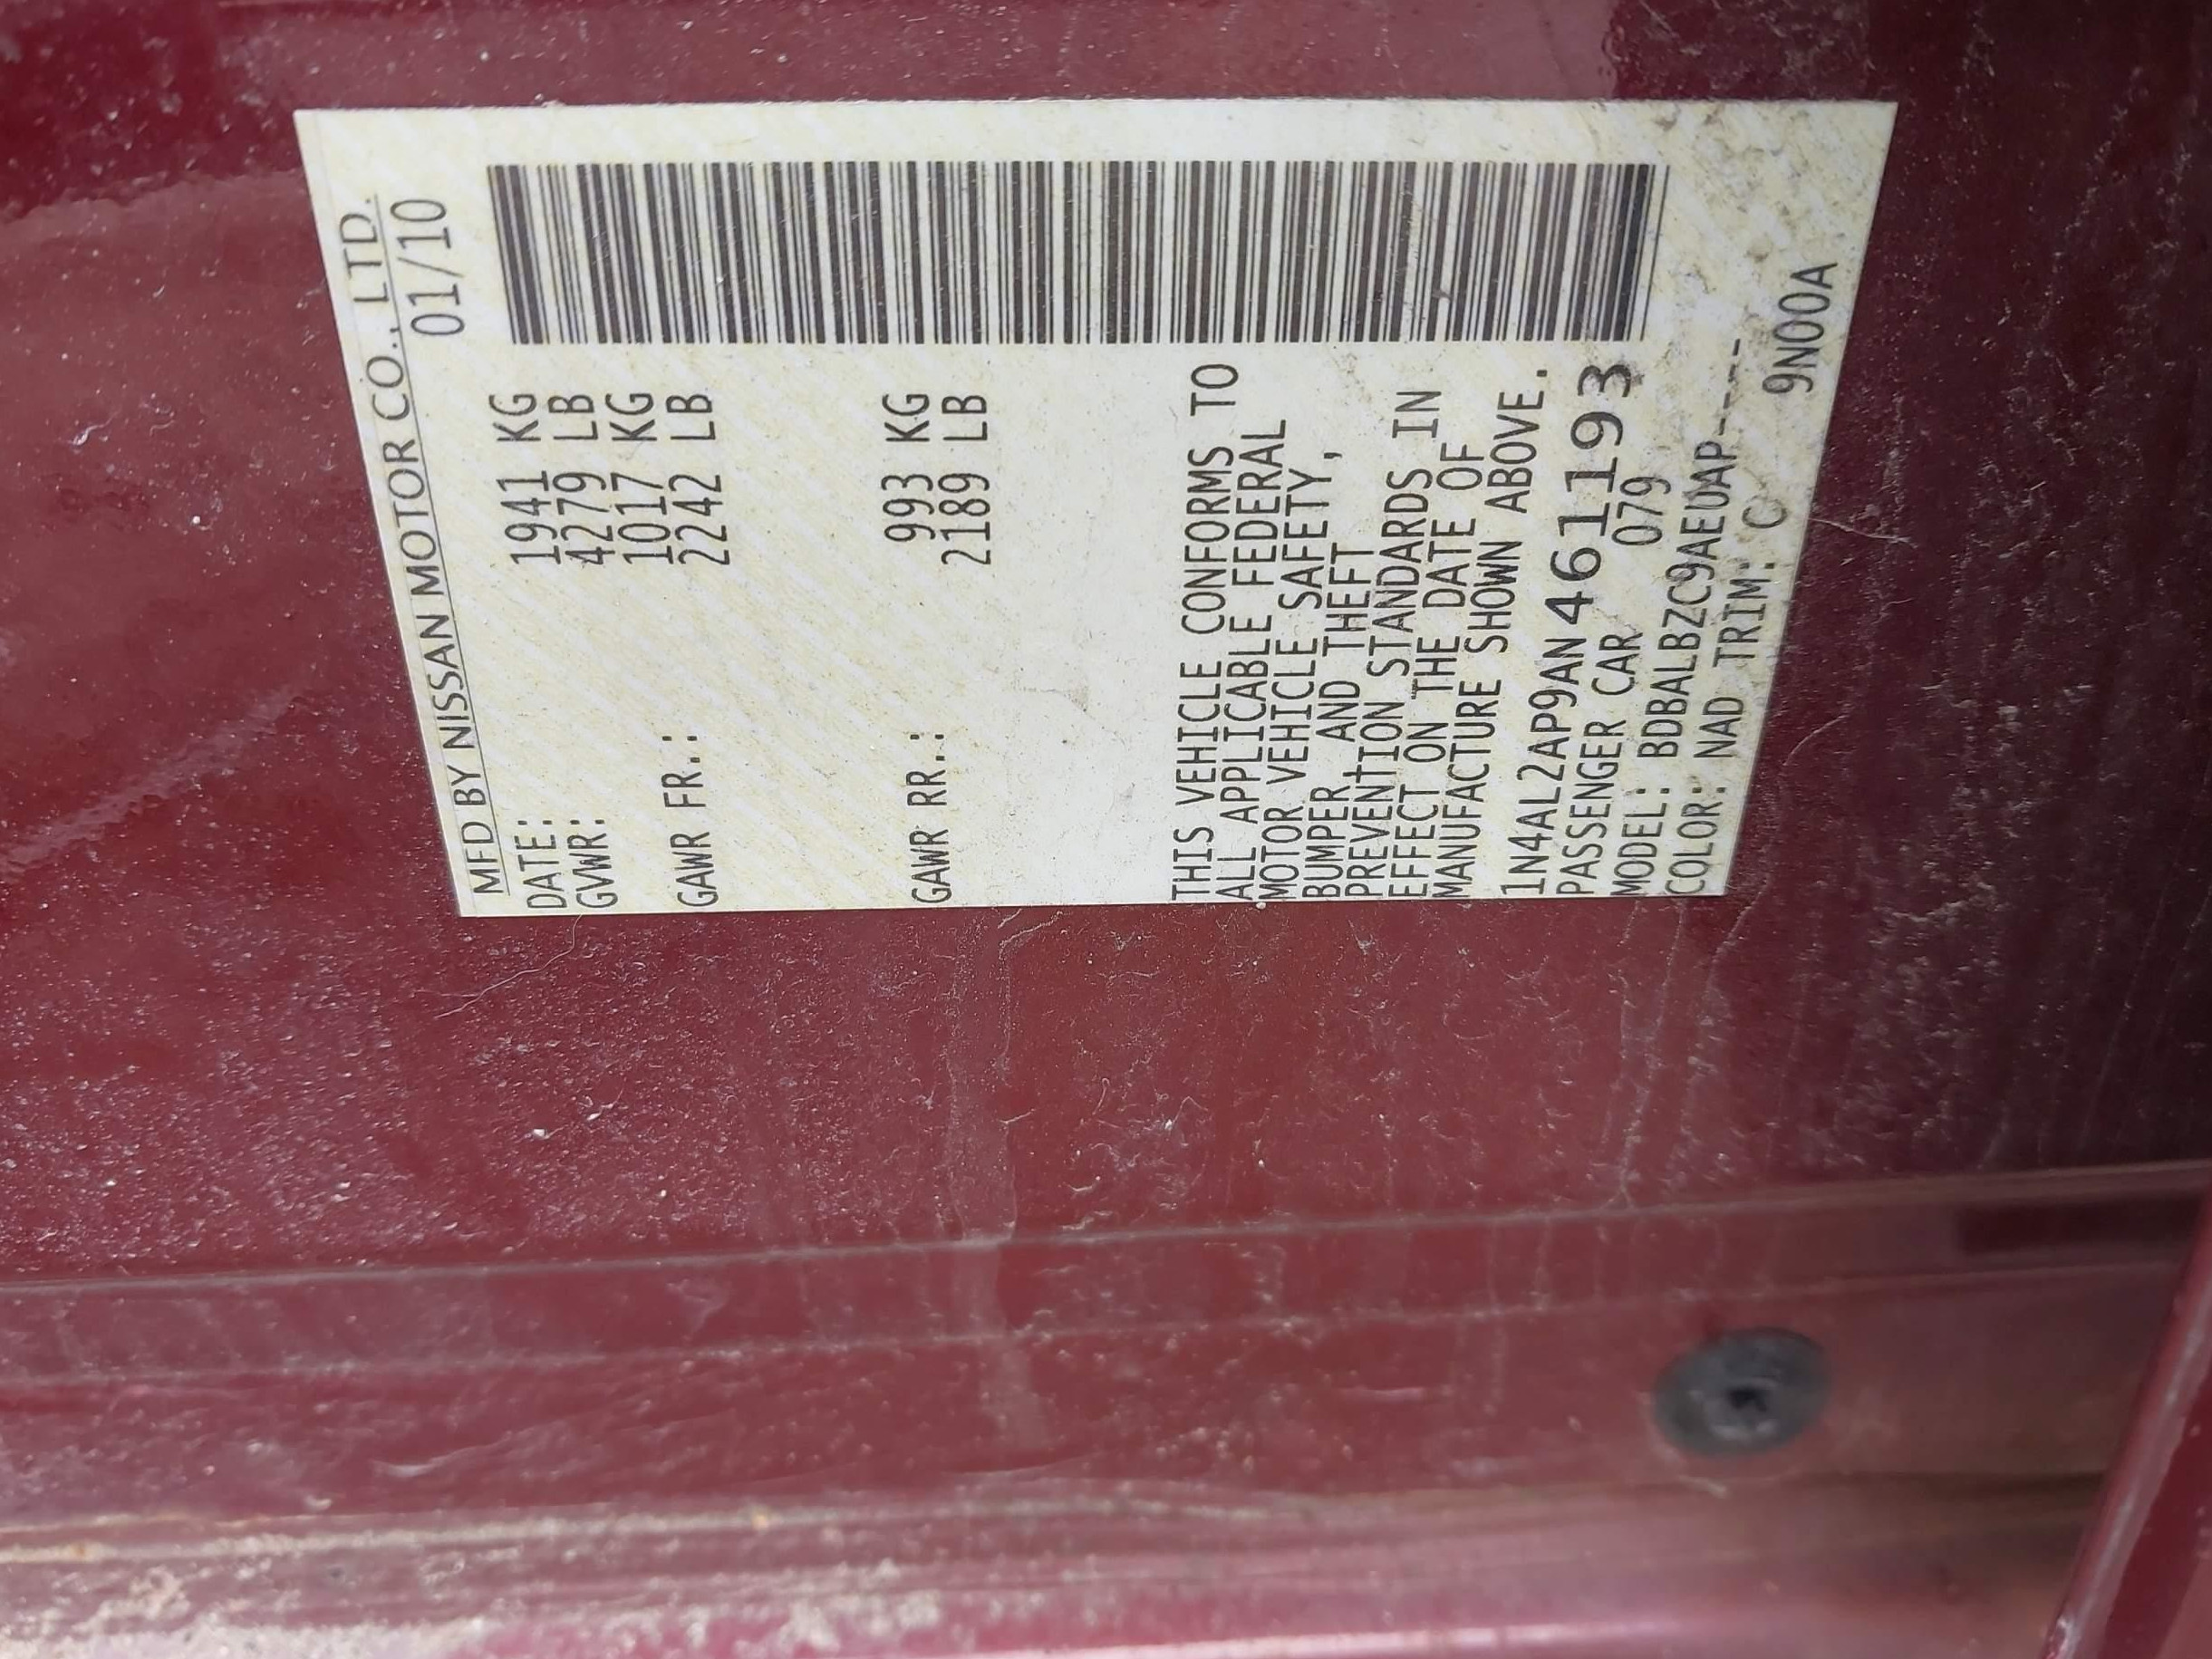 MFD BY NISSAN MOTOR CO., LTD.
DATE: 01/10
GVWR: 1941 KG
4279 LB
GAWR FR.: 1017 KG
2242 LB
GAWR RR.: 993 KG
2189 LB
THIS VEHICLE CONFORMS TO
ALL APPLICABLE FEDERAL
MOTOR VEHICLE SAFETY,
BUMPER AND THEFT
PREVENTION STANDARDS IN
EFFECT ON THE DATE OF
MANUFACTURE SHOWN ABOVE.
1N4AL2AP9AN461193
PASSENGER CAR 079
MODEL: BDBALBZC9AEUAP-----
COLOR: NAD TRIM: C
9N00A